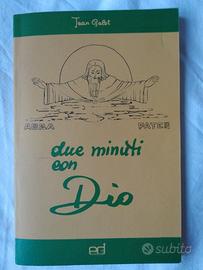 Jean Galot
ABBA PATER
due minuti
con
Dio
ed
subito